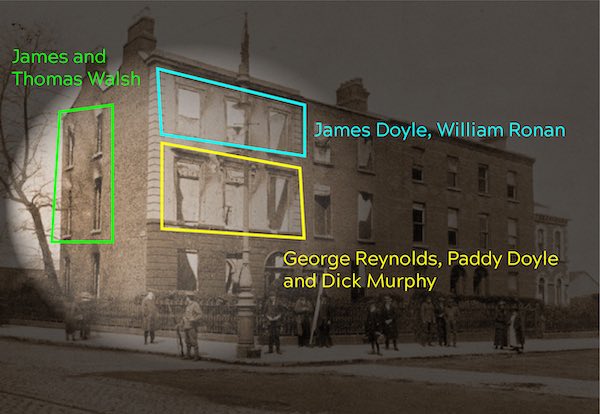 James and
Thomas Walsh
James Doyle, William Ronan
George Reynolds, Paddy Doyle
and Dick Murphy